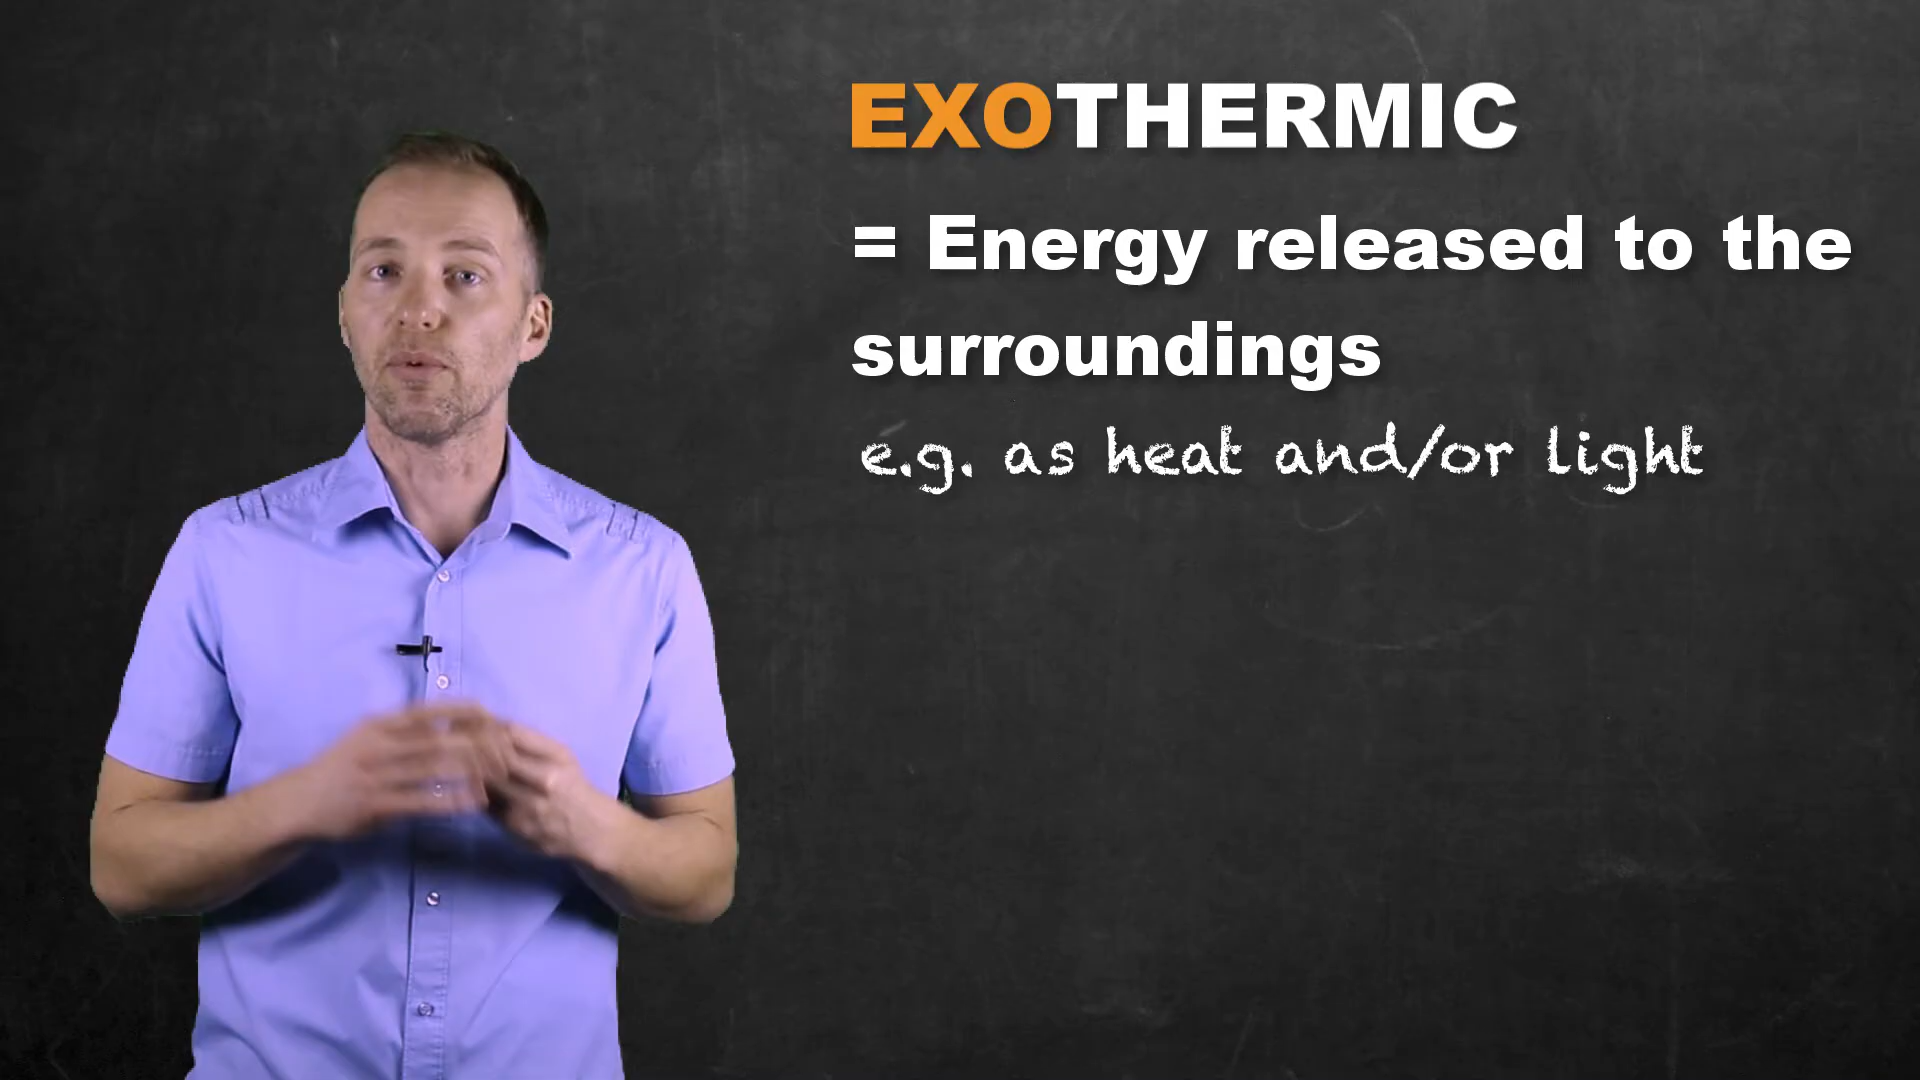 EXOTHERMIC
= Energy released to the
surroundings
e.g. as heat and/or light